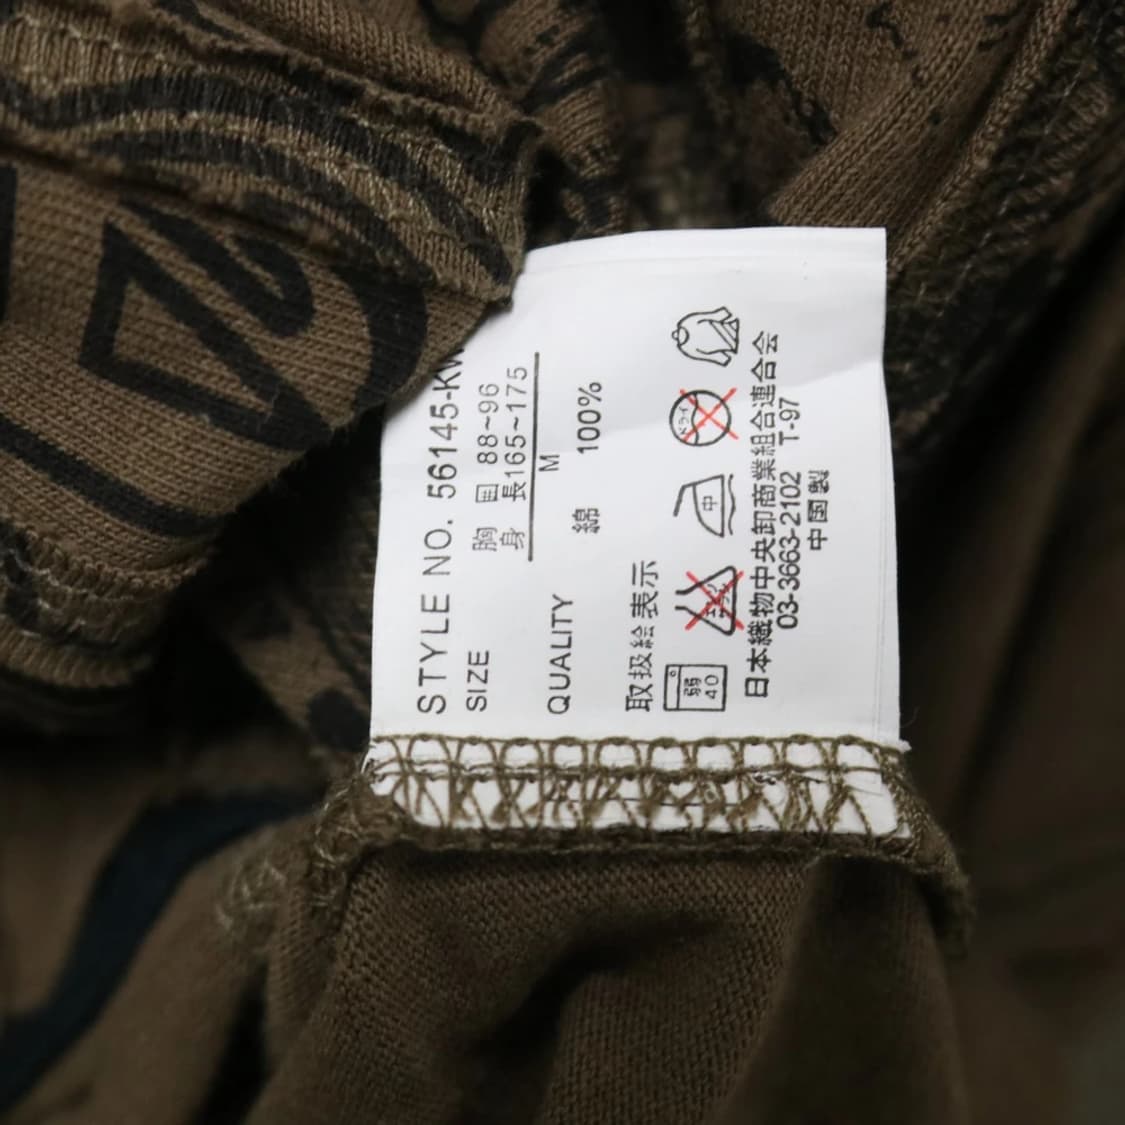 STYLE NO. 56145-KW
SIZE 胸囲 88~96
身長165~175
M
QUALITY 綿 100%
取扱絵表示
弱
40
中
ドライ
日本織物中央卸商業組合連合会
03-3663-2102 T-97
中国製